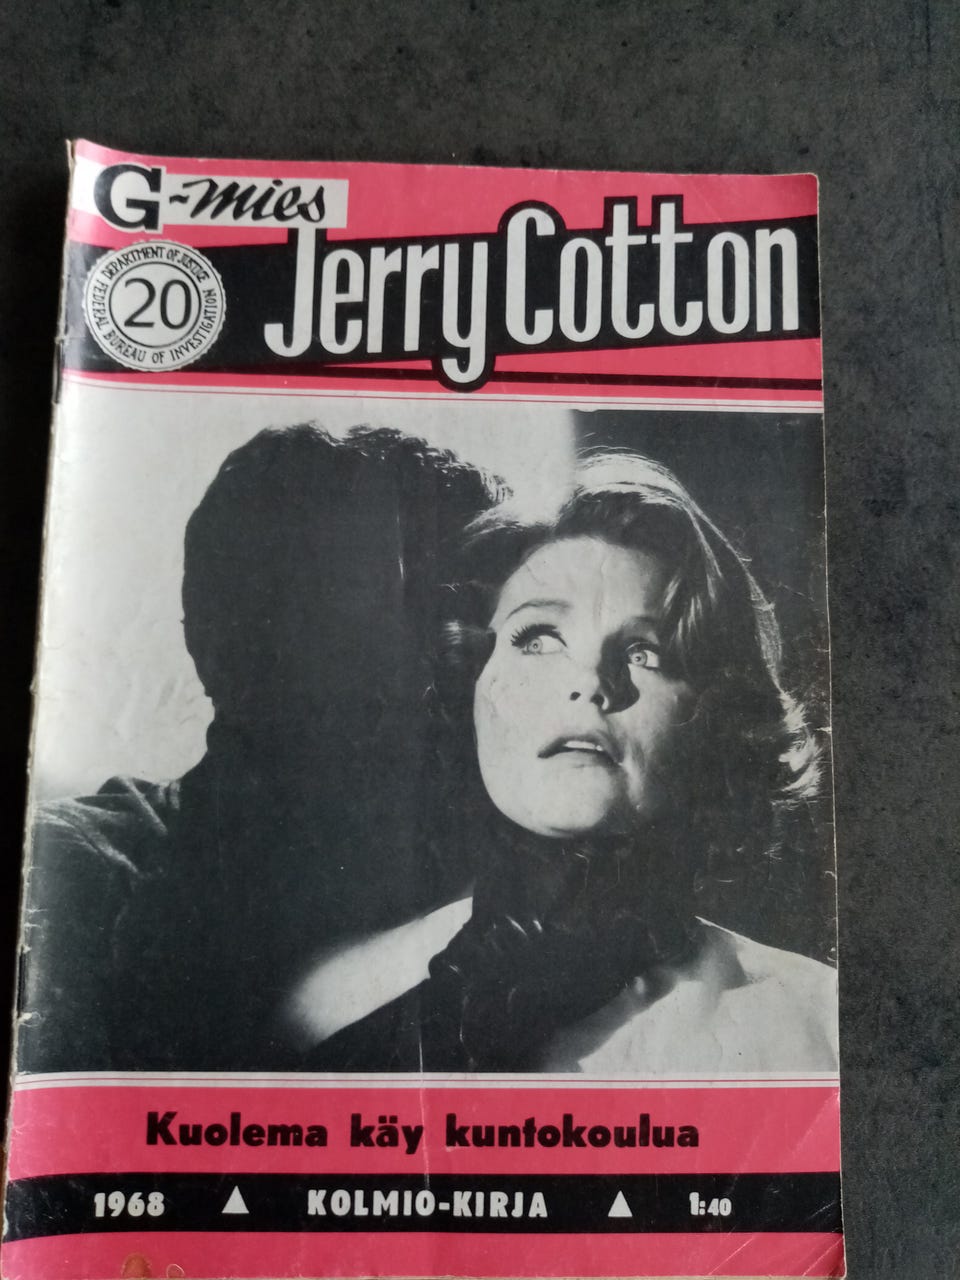 G-mies
Jerry Cotton
DEPARTMENT OF JUSTICE
20
FEDERAL BUREAU OF INVESTIGATION
Kuolema käy kuntokoulua
1968 ▲ KOLMIO-KIRJA ▲ 1:40